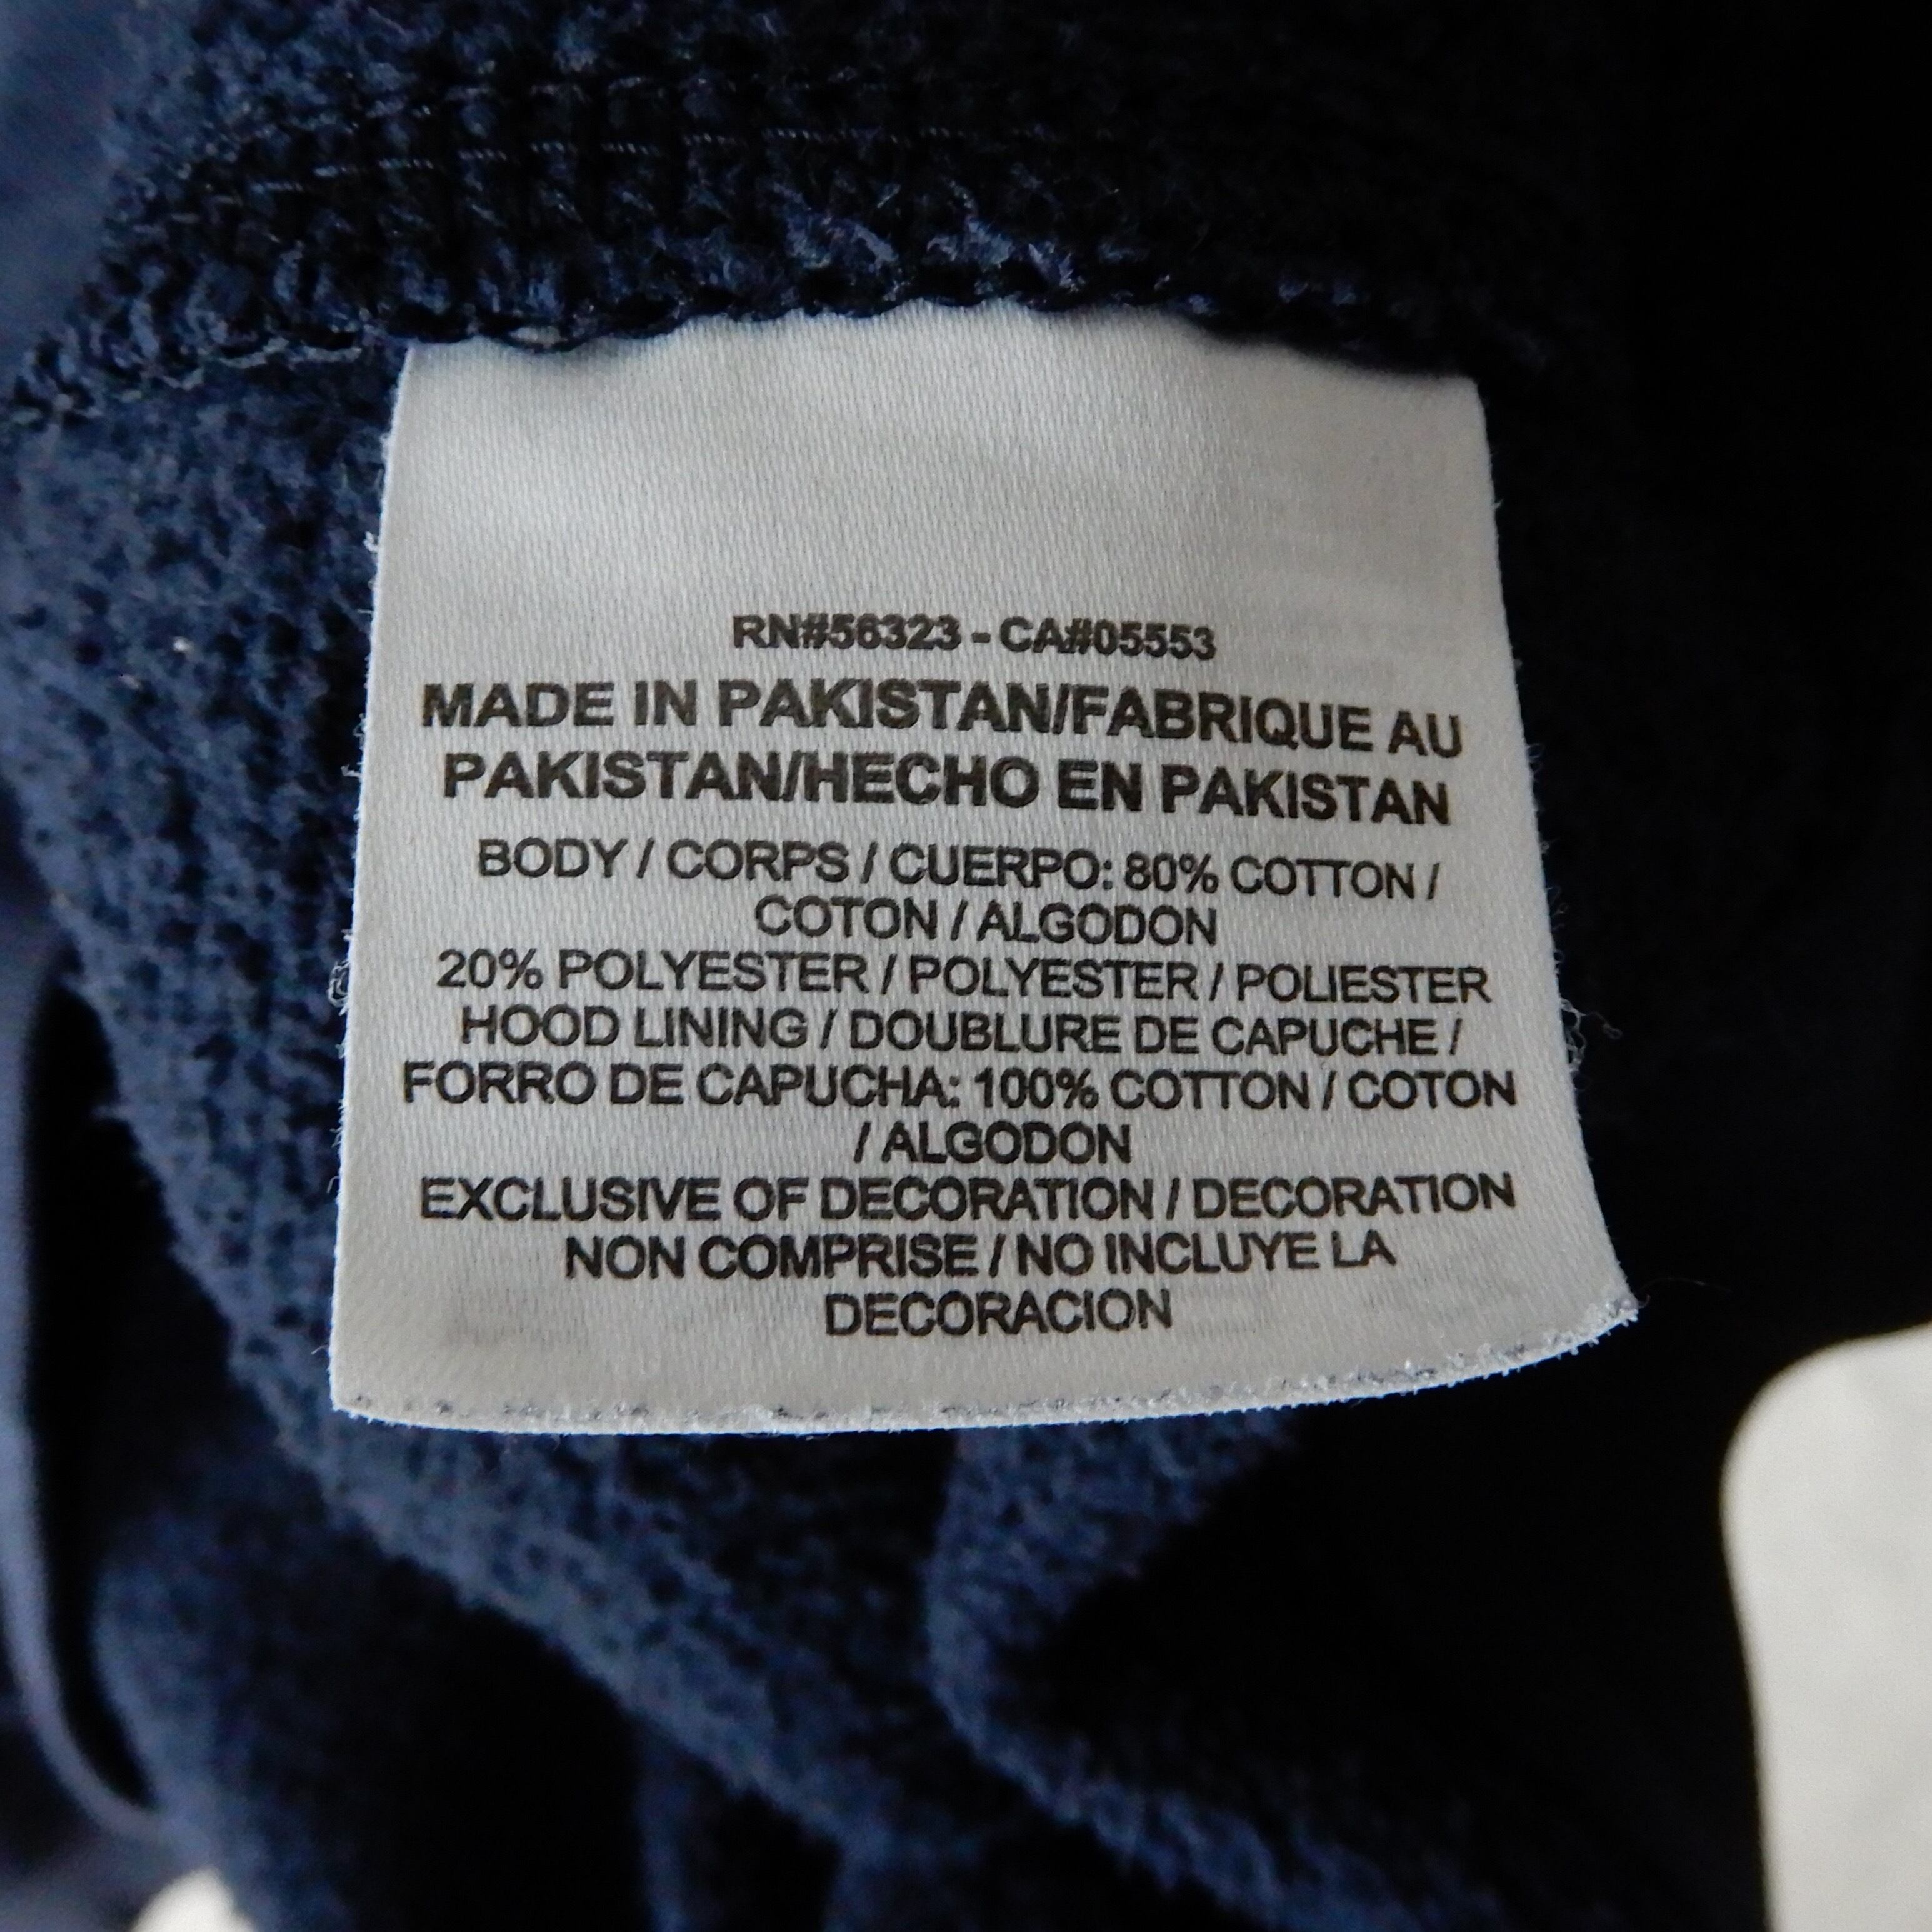 RN#56323 - CA#05553
MADE IN PAKISTAN/FABRIQUE AU
PAKISTAN/HECHO EN PAKISTAN
BODY / CORPS / CUERPO: 80% COTTON /
COTON / ALGODON
20% POLYESTER / POLYESTER / POLIESTER
HOOD LINING / DOUBLURE DE CAPUCHE /
FORRO DE CAPUCHA: 100% COTTON / COTON
/ ALGODON
EXCLUSIVE OF DECORATION / DECORATION
NON COMPRISE / NO INCLUYE LA
DECORACION